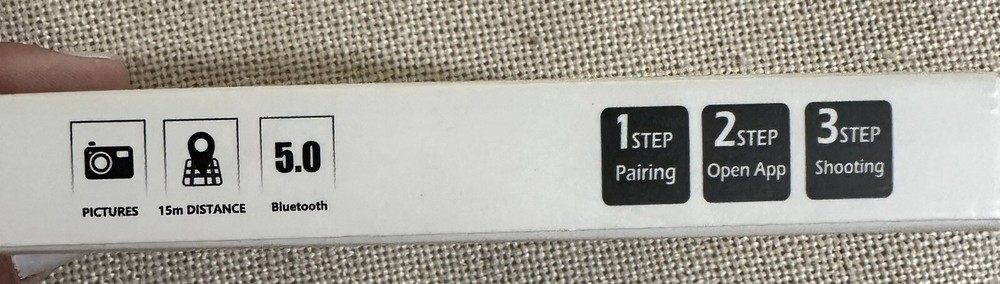 5.0
PICTURES
15m DISTANCE
Bluetooth
1STEP
Pairing
2STEP
Open App
3STEP
Shooting